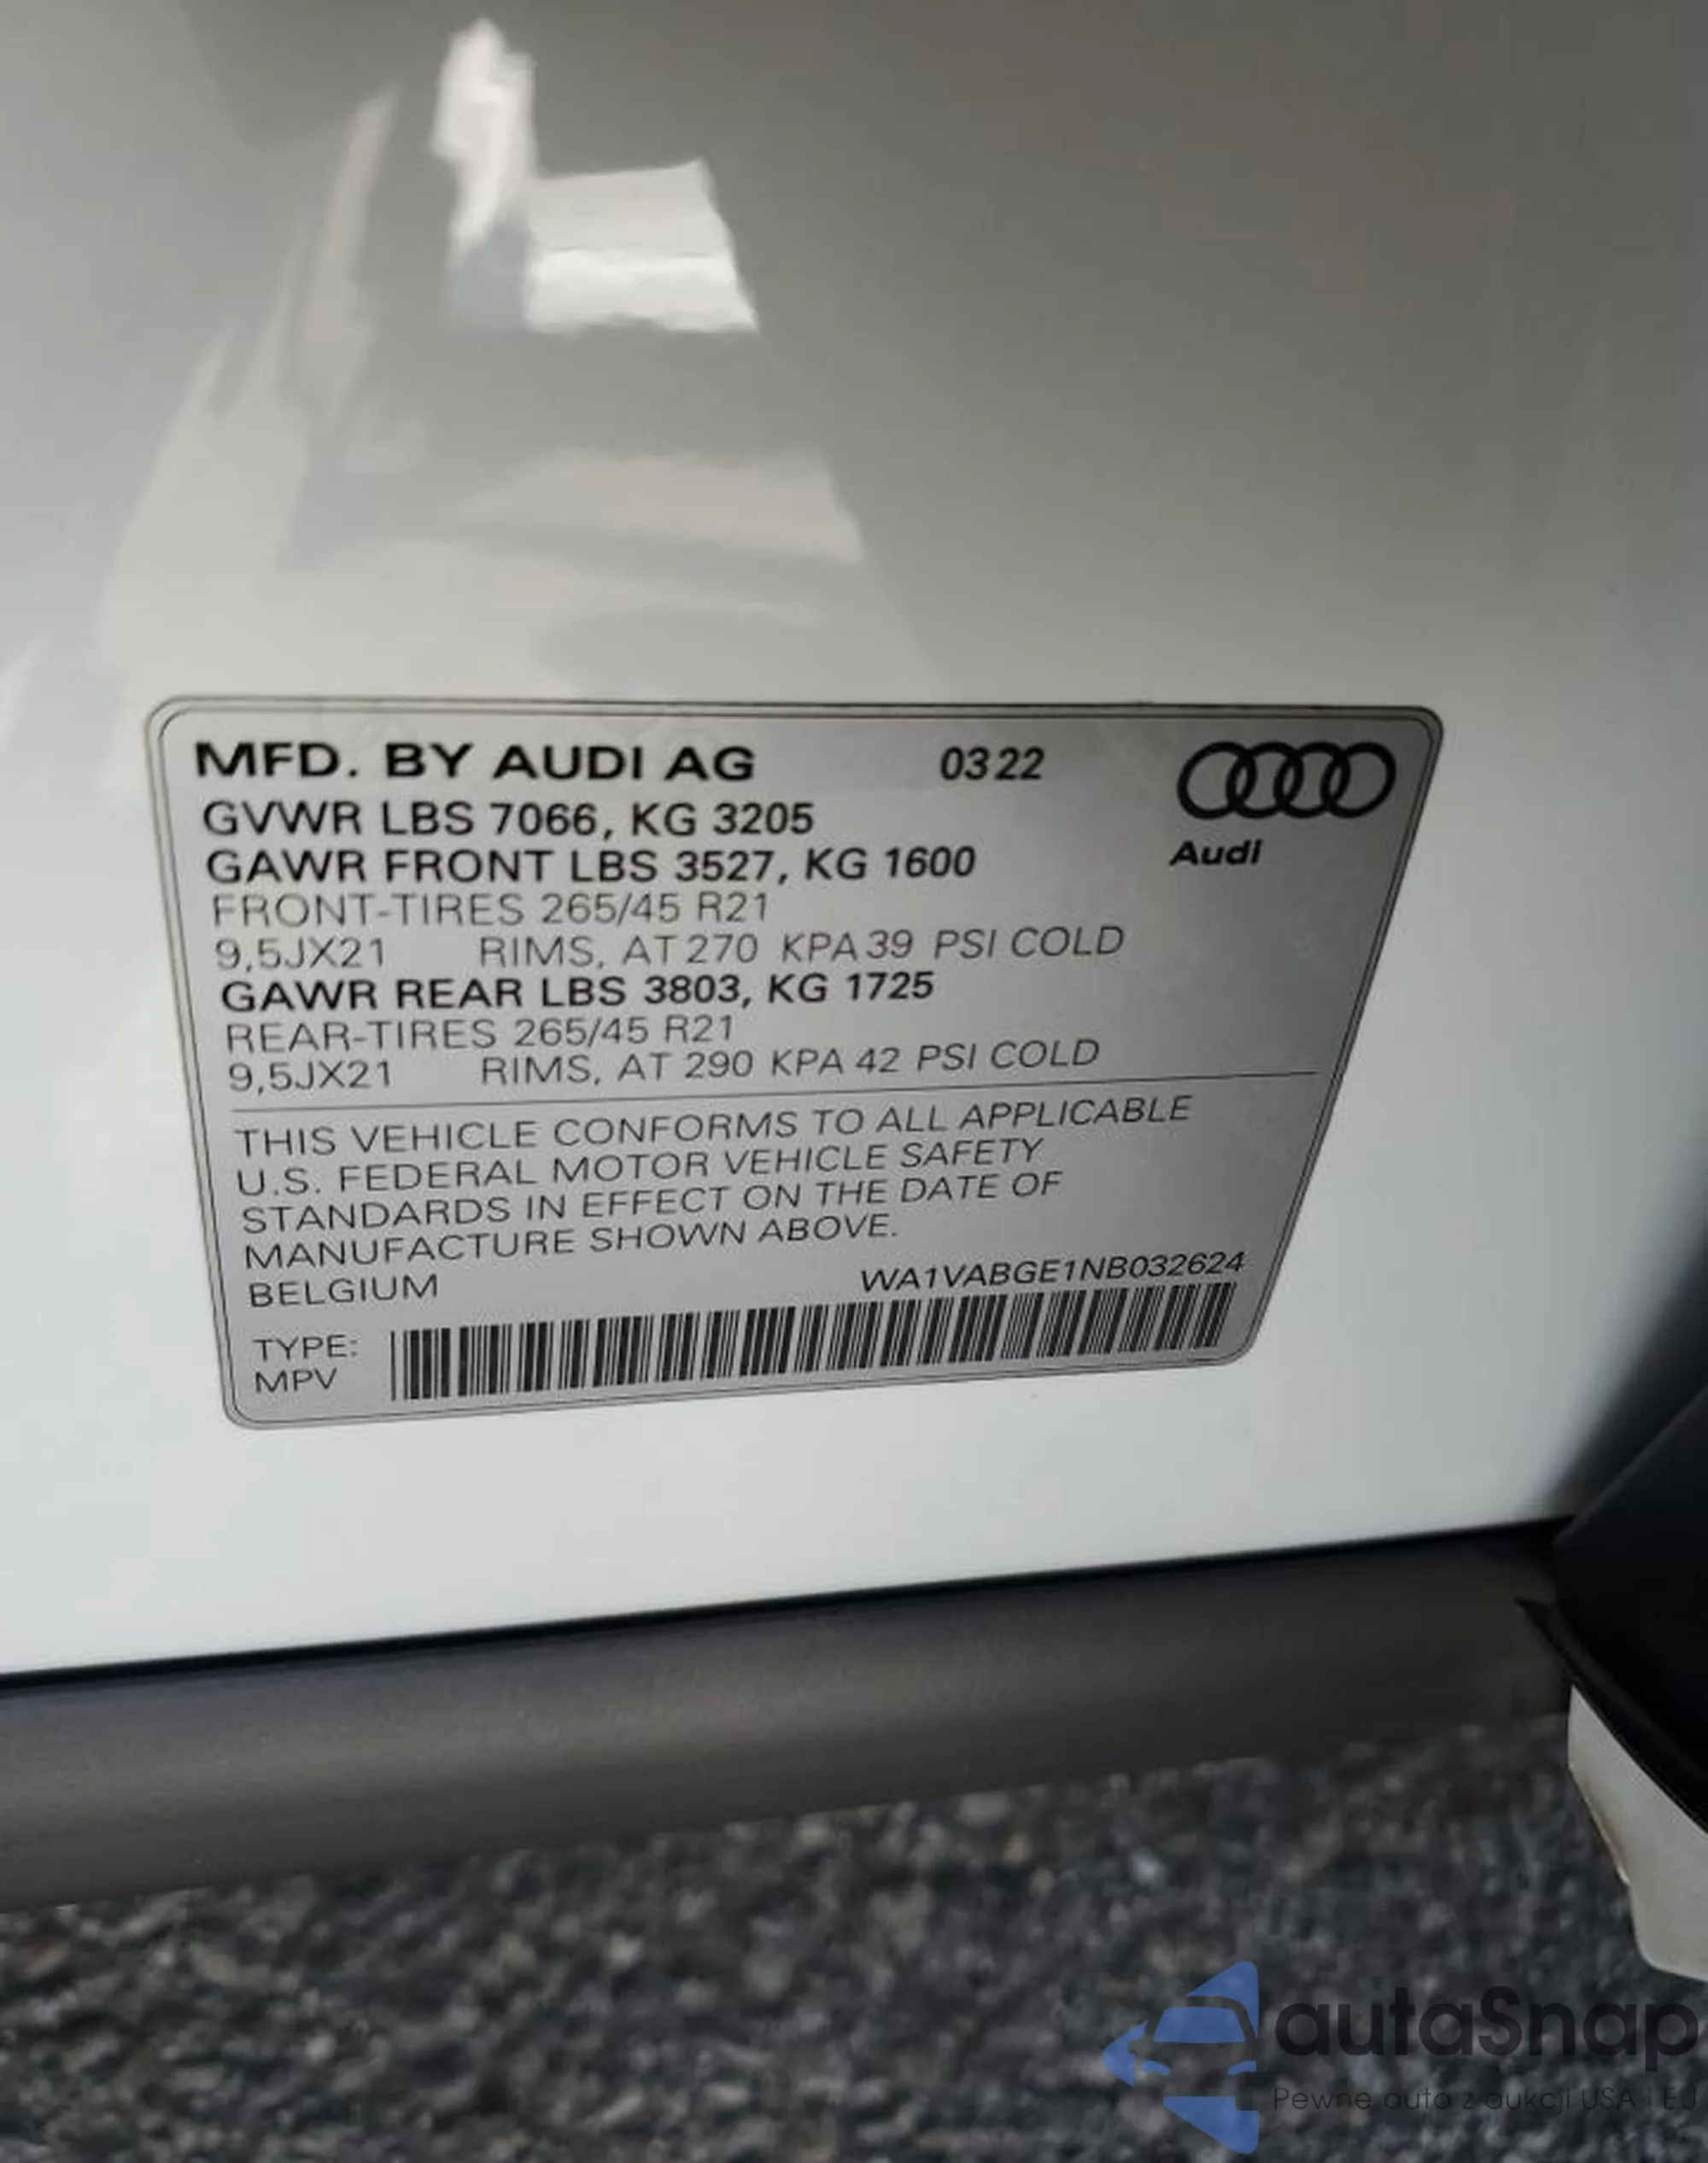 MFD. BY AUDI AG 03 22
GVWR LBS 7066, KG 3205
Audi
GAWR FRONT LBS 3527, KG 1600
FRONT-TIRES 265/45 R21
9,5JX21 RIMS, AT 270 KPA 39 PSI COLD
GAWR REAR LBS 3803, KG 1725
REAR-TIRES 265/45 R21
9,5JX21 RIMS, AT 290 KPA 42 PSI COLD
THIS VEHICLE CONFORMS TO ALL APPLICABLE
U.S. FEDERAL MOTOR VEHICLE SAFETY
STANDARDS IN EFFECT ON THE DATE OF
MANUFACTURE SHOWN ABOVE.
BELGIUM WA1VABGE1NB032624
TYPE:
MPV
autaSnap
Pewne auta z aukcji USA i EU